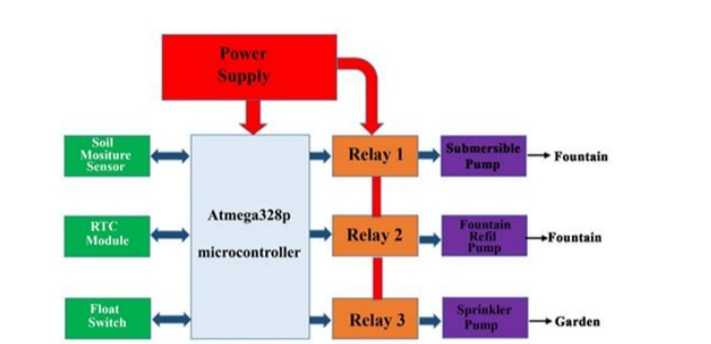 Power
Supply
Soil
Mositure
Sensor
Relay 1
Submersible
Pump
Fountain
Atmega328p
microcontroller
RTC
Module
Relay 2
Fountain
Refil
Pump
Fountain
Float
Switch
Relay 3
Sprinkler
Pump
Garden